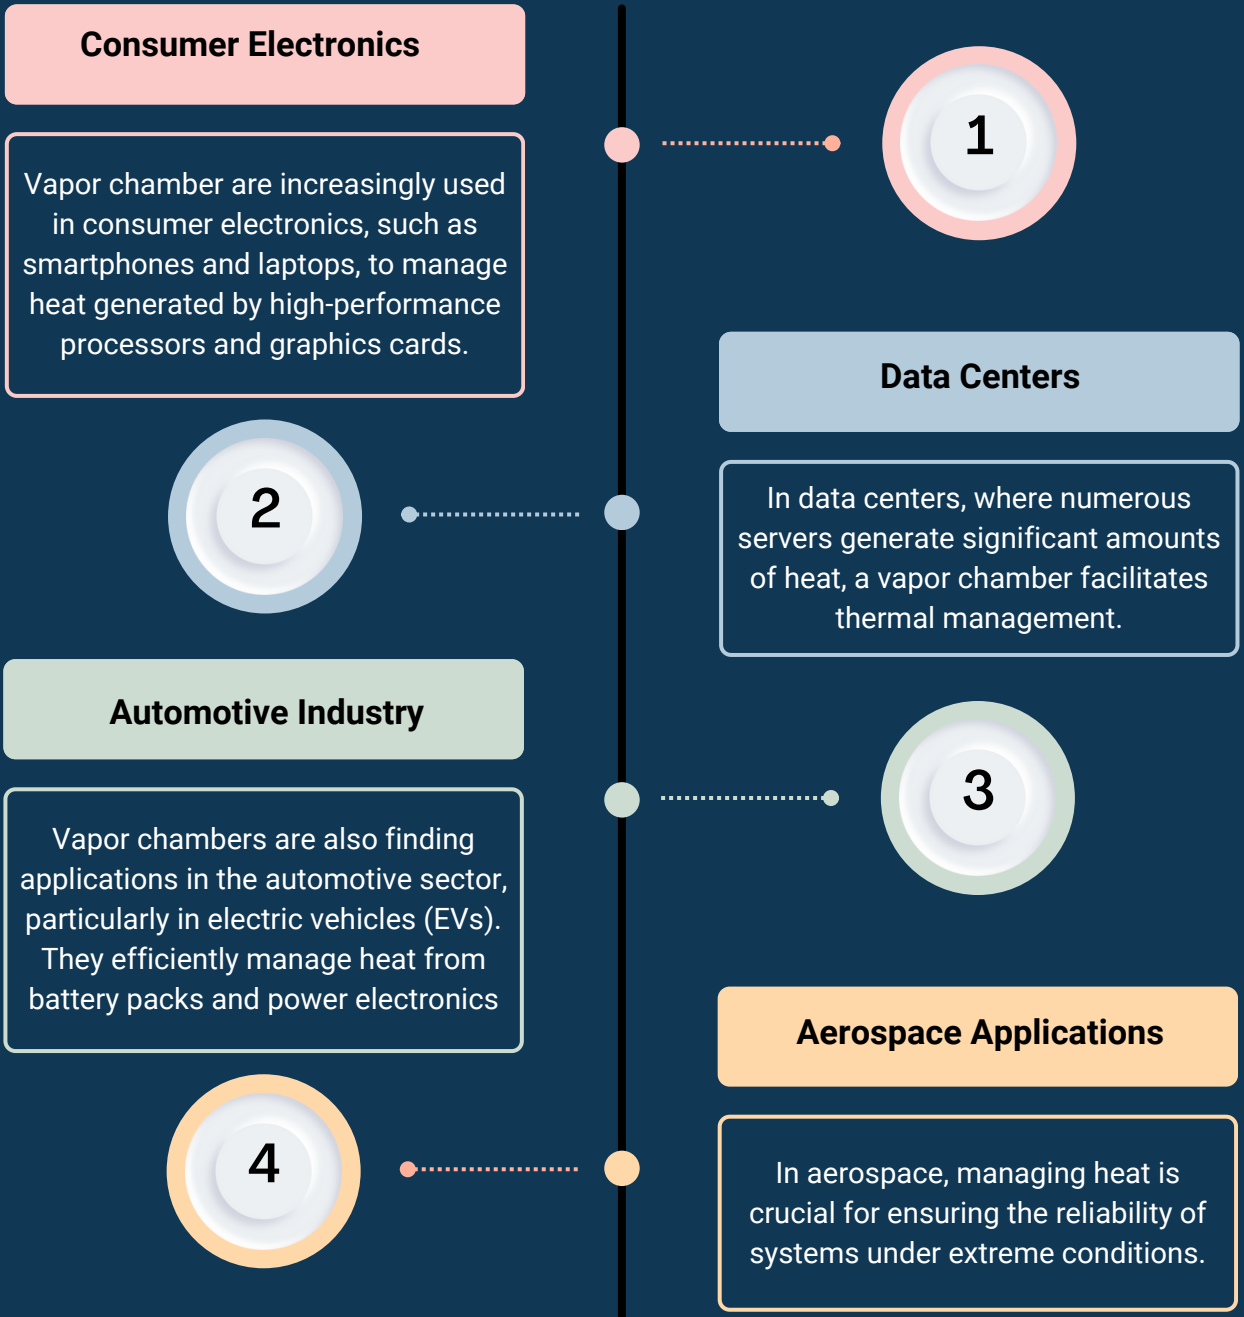 Consumer Electronics
1
Vapor chamber are increasingly used
in consumer electronics, such as
smartphones and laptops, to manage
heat generated by high-performance
processors and graphics cards.
Data Centers
2
In data centers, where numerous
servers generate significant amounts
of heat, a vapor chamber facilitates
thermal management.
Automotive Industry
3
Vapor chambers are also finding
applications in the automotive sector,
particularly in electric vehicles (EVs).
They efficiently manage heat from
battery packs and power electronics
Aerospace Applications
4
In aerospace, managing heat is
crucial for ensuring the reliability of
systems under extreme conditions.